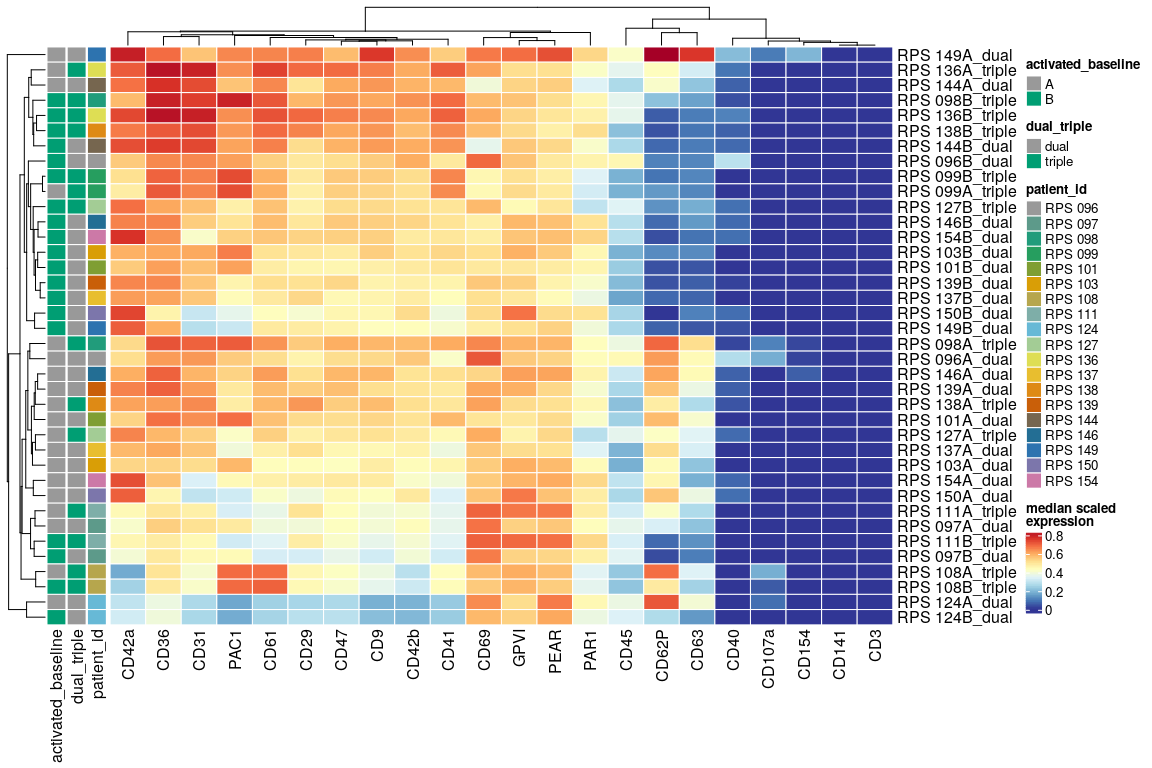 RPS 149A_dual
RPS 136A_triple
RPS 144A_dual
RPS 098B_triple
RPS 136B_triple
RPS 138B_triple
RPS 144B_dual
RPS 096B_dual
RPS 099B_triple
RPS 099A_triple
RPS 127B_triple
RPS 146B_dual
RPS 154B_dual
RPS 103B_dual
RPS 101B_dual
RPS 139B_dual
RPS 137B_dual
RPS 150B_dual
RPS 149B_dual
RPS 098A_triple
RPS 096A_dual
RPS 146A_dual
RPS 139A_dual
RPS 138A_triple
RPS 101A_dual
RPS 127A_triple
RPS 137A_dual
RPS 103A_dual
RPS 154A_dual
RPS 150A_dual
RPS 111A_triple
RPS 097A_dual
RPS 111B_triple
RPS 097B_dual
RPS 108A_triple
RPS 108B_triple
RPS 124A_dual
RPS 124B_dual
activated_baseline
dual_triple
patient_id
CD42a
CD36
CD31
PAC1
CD61
CD29
CD47
CD9
CD42b
CD41
CD69
GPVI
PEAR
PAR1
CD45
CD62P
CD63
CD40
CD107a
CD154
CD141
CD3
activated_baseline
A
B
dual_triple
dual
triple
patient_id
RPS 096
RPS 097
RPS 098
RPS 099
RPS 101
RPS 103
RPS 108
RPS 111
RPS 124
RPS 127
RPS 136
RPS 137
RPS 138
RPS 139
RPS 144
RPS 146
RPS 149
RPS 150
RPS 154
median scaled
expression
0.8
0.6
0.4
0.2
0